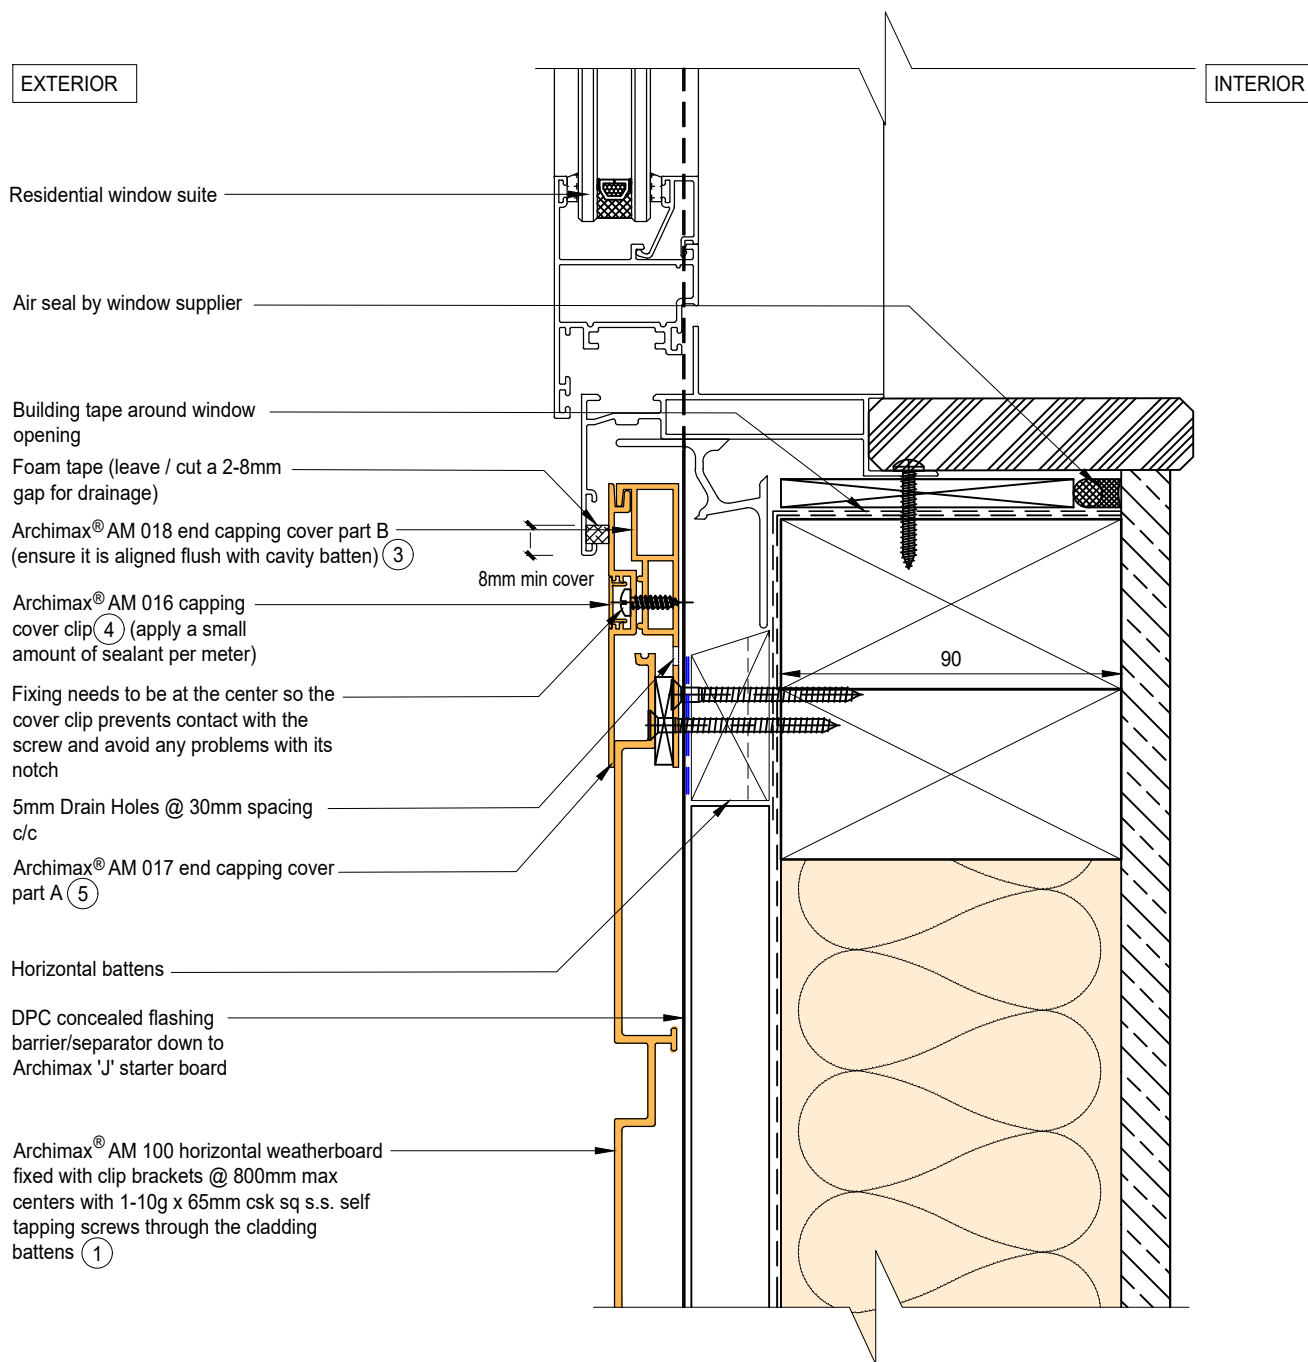 EXTERIOR
INTERIOR
Residential window suite
Air seal by window supplier
Building tape around window
opening
Foam tape (leave / cut a 2-8mm
gap for drainage)
Archimax® AM 018 end capping cover part B
(ensure it is aligned flush with cavity batten) 3
8mm min cover
Archimax® AM 016 capping
cover clip 4 (apply a small
amount of sealant per meter)
90
Fixing needs to be at the center so the
cover clip prevents contact with the
screw and avoid any problems with its
notch
5mm Drain Holes @ 30mm spacing
c/c
Archimax® AM 017 end capping cover
part A 5
Horizontal battens
DPC concealed flashing
barrier/separator down to
Archimax 'J' starter board
Archimax® AM 100 horizontal weatherboard
fixed with clip brackets @ 800mm max
centers with 1-10g x 65mm csk sq s.s. self
tapping screws through the cladding
battens 1